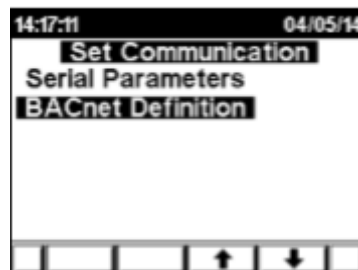 14:17:11 04/05/14
Set Communication
Serial Parameters
BACnet Definition